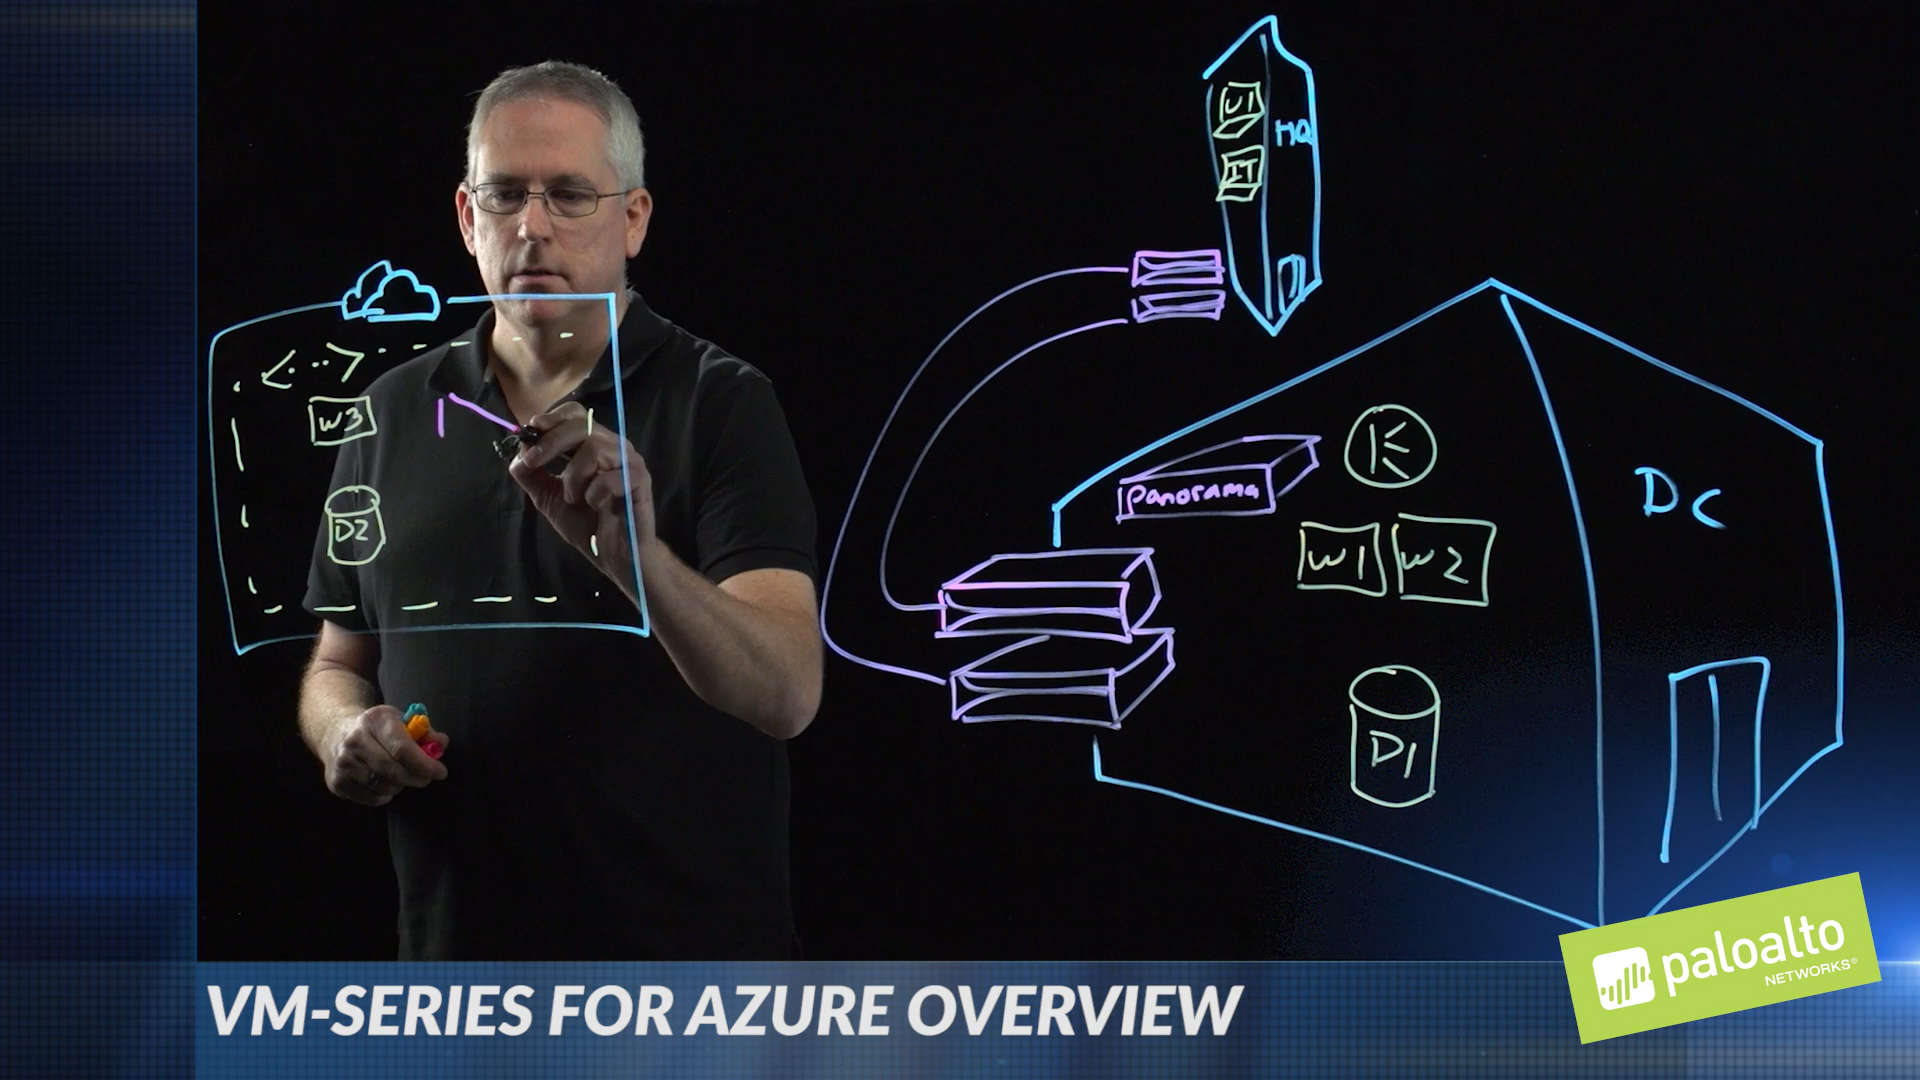 U1
HQ
IT
W3
D2
Panorama
K
W1 W2
DC
D1
paloalto
NETWORKS®
VM-SERIES FOR AZURE OVERVIEW